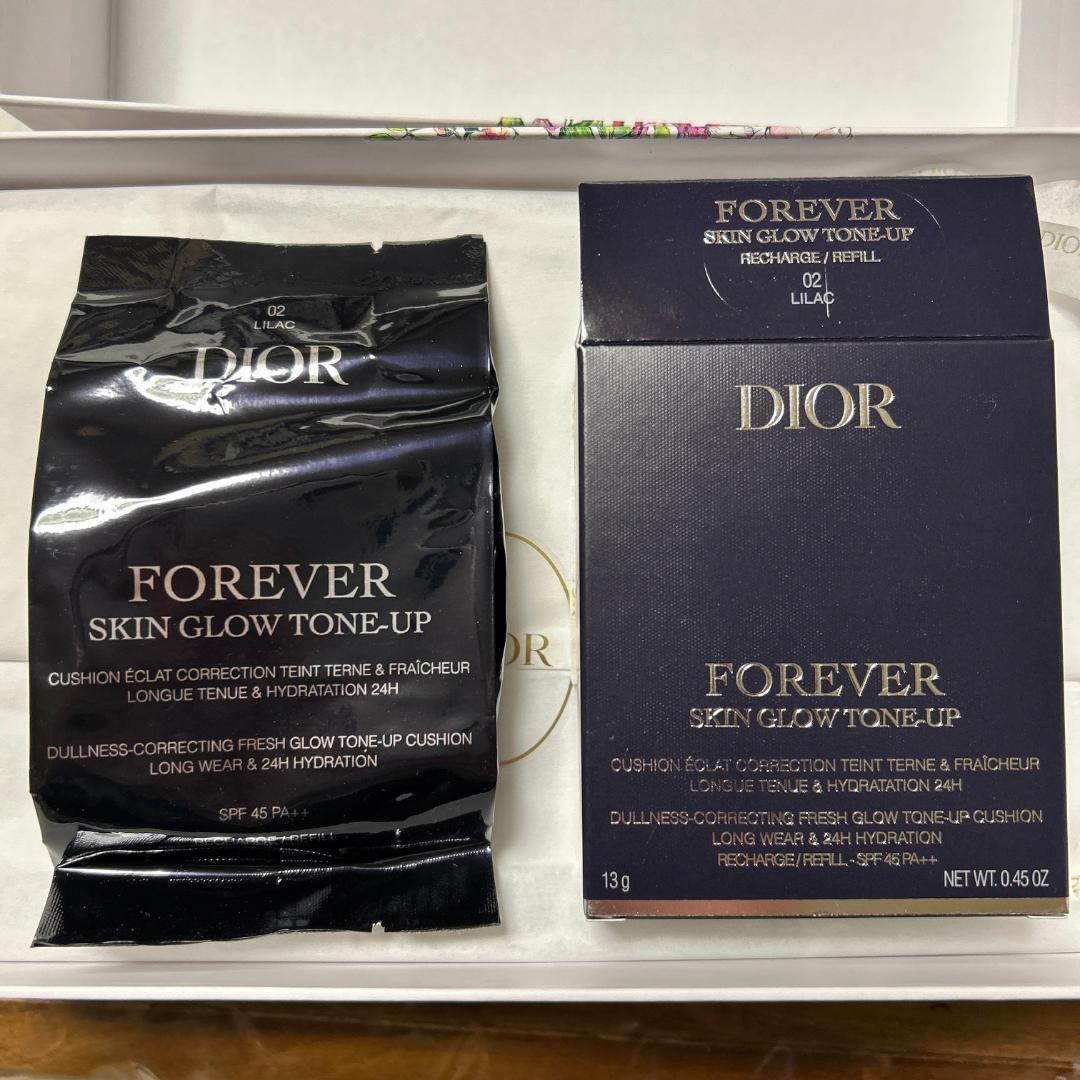 02
LILAC
DIOR
FOREVER
SKIN GLOW TONE-UP
CUSHION ÉCLAT CORRECTION TEINT TERNE & FRAÎCHEUR
LONGUE TENUE & HYDRATATION 24H
DULLNESS-CORRECTING FRESH GLOW TONE-UP CUSHION
LONG WEAR & 24H HYDRATION
SPF 45 PA++
RECHARGE / REFILL
FOREVER
SKIN GLOW TONE-UP
RECHARGE / REFILL
02
LILAC
DIOR
FOREVER
SKIN GLOW TONE-UP
CUSHION ÉCLAT CORRECTION TEINT TERNE & FRAÎCHEUR
LONGUE TENUE & HYDRATATION 24H
DULLNESS-CORRECTING FRESH GLOW TONE-UP CUSHION
LONG WEAR & 24H HYDRATION
RECHARGE / REFILL - SPF 45 PA++
13 g NET WT. 0.45 OZ